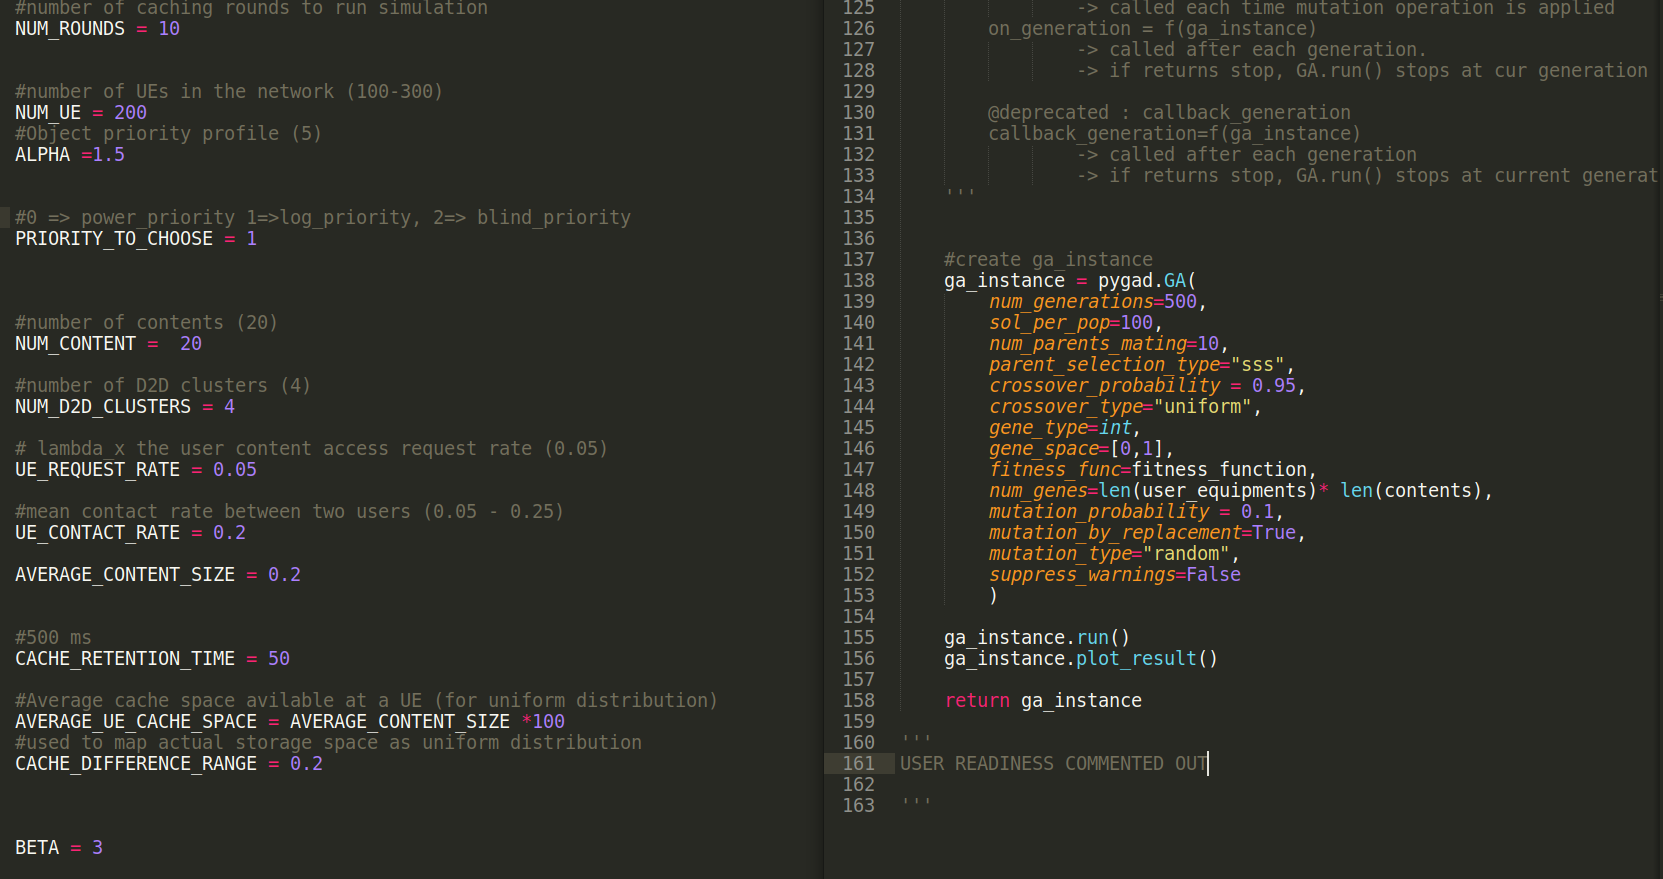 #number of caching rounds to run simulation
NUM_ROUNDS = 10
#number of UEs in the network (100-300)
NUM_UE = 200
#Object priority profile (5)
ALPHA =1.5
#0 => power_priority 1=>log_priority, 2=> blind_priority
PRIORITY_TO_CHOOSE = 1
#number of contents (20)
NUM_CONTENT =  20
#number of D2D clusters (4)
NUM_D2D_CLUSTERS = 4
# lambda_x the user content access request rate (0.05)
UE_REQUEST_RATE = 0.05
#mean contact rate between two users (0.05 - 0.25)
UE_CONTACT_RATE = 0.2
AVERAGE_CONTENT_SIZE = 0.2
#500 ms
CACHE_RETENTION_TIME = 50
#Average cache space avilable at a UE (for uniform distribution)
AVERAGE_UE_CACHE_SPACE = AVERAGE_CONTENT_SIZE *100
#used to map actual storage space as uniform distribution
CACHE_DIFFERENCE_RANGE = 0.2
BETA = 3
125 -> called each time mutation operation is applied
126 on_generation = f(ga_instance)
127 -> called after each generation.
128 -> if returns stop, GA.run() stops at cur generation
129
130 @deprecated : callback_generation
131 callback_generation=f(ga_instance)
132 -> called after each generation
133 -> if returns stop, GA.run() stops at current generat
134 '''
135
136
137 #create ga_instance
138 ga_instance = pygad.GA(
139 num_generations=500,
140 sol_per_pop=100,
141 num_parents_mating=10,
142 parent_selection_type="sss",
143 crossover_probability = 0.95,
144 crossover_type="uniform",
145 gene_type=int,
146 gene_space=[0,1],
147 fitness_func=fitness_function,
148 num_genes=len(user_equipments)* len(contents),
149 mutation_probability = 0.1,
150 mutation_by_replacement=True,
151 mutation_type="random",
152 suppress_warnings=False
153 )
154
155 ga_instance.run()
156 ga_instance.plot_result()
157
158 return ga_instance
159
160 '''
161 USER READINESS COMMENTED OUT
162
163 '''